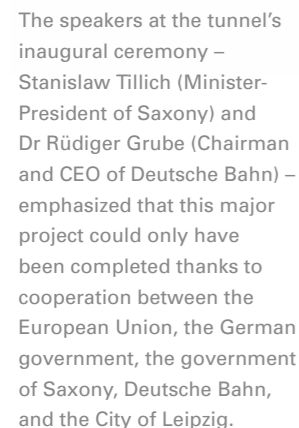 The speakers at the tunnel’s
inaugural ceremony –
Stanislaw Tillich (Minister-
President of Saxony) and
Dr Rüdiger Grube (Chairman
and CEO of Deutsche Bahn) –
emphasized that this major
project could only have
been completed thanks to
cooperation between the
European Union, the German
government, the government
of Saxony, Deutsche Bahn,
and the City of Leipzig.